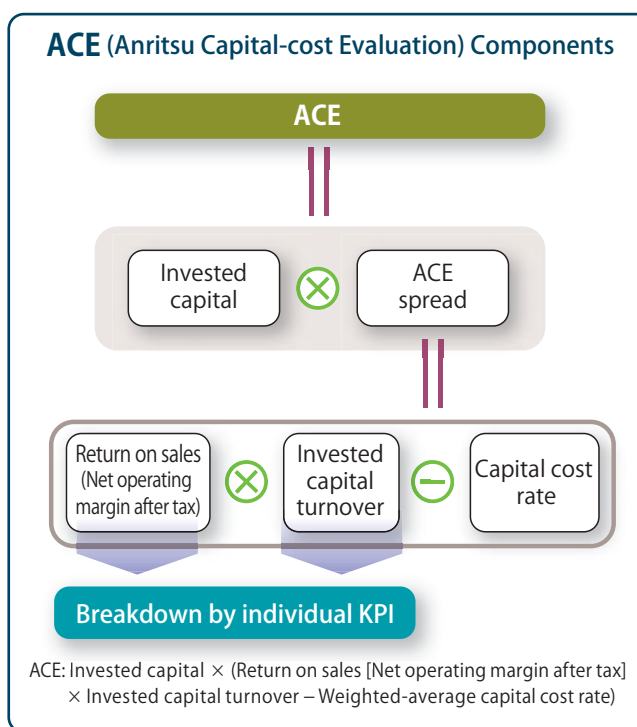 ACE (Anritsu Capital-cost Evaluation) Components
ACE
Invested
capital
×
ACE
spread
Return on sales
(Net operating
margin after tax)
×
Invested
capital
turnover
−
Capital cost
rate
Breakdown by individual KPI
ACE: Invested capital × (Return on sales [Net operating margin after tax]
× Invested capital turnover – Weighted-average capital cost rate)